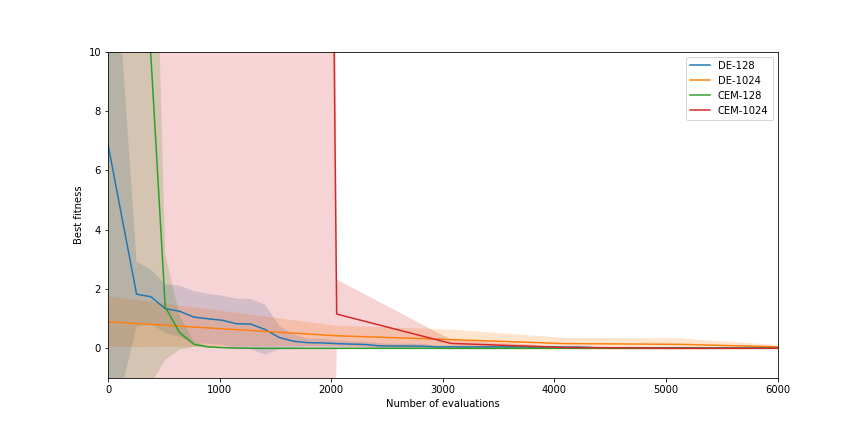 10
8
6
4
2
0
Best fitness
0 1000 2000 3000 4000 5000 6000
Number of evaluations
DE-128
DE-1024
CEM-128
CEM-1024